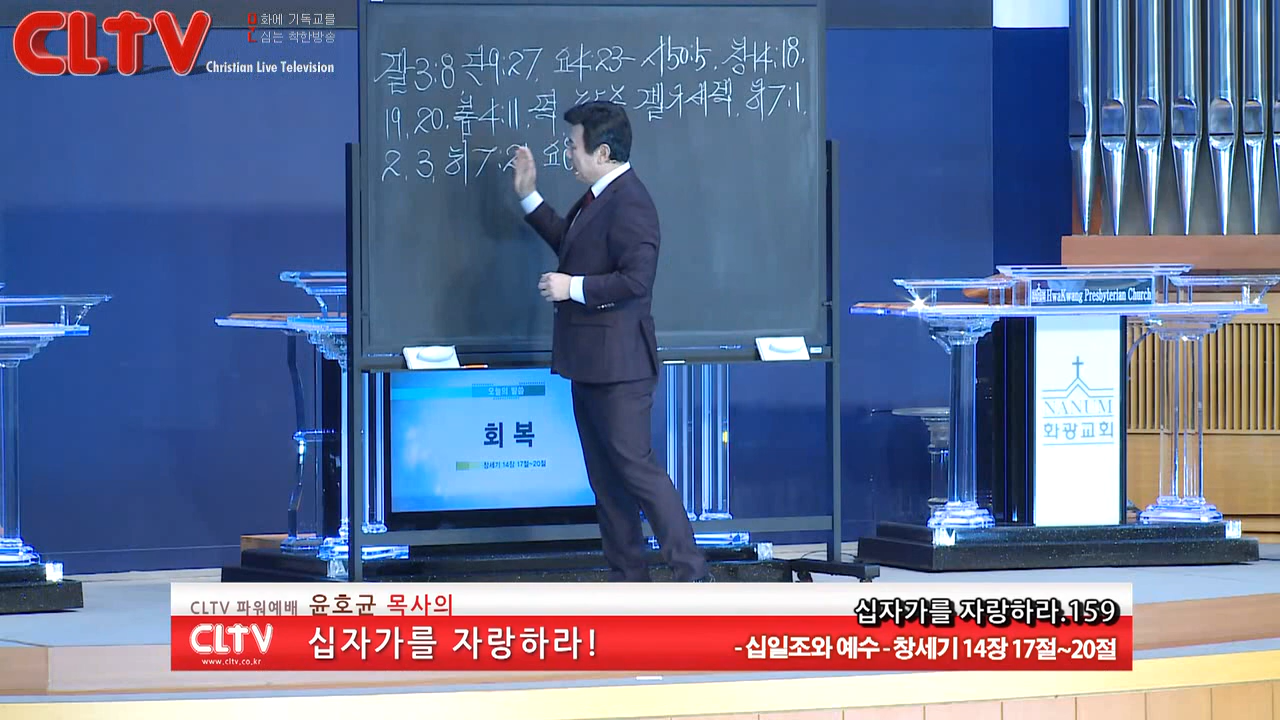 CLTV
문화에 기독교를
심는 착한방송
Christian Live Television
갈3:8, 큰9:27, 요4:23- 시50:5, 창14:18,
19, 20, 4:11, 히7:1,
2, 3, 히7:2
오늘의 말씀
회복
창세기 14장 17절~20절
HwaKwang Presbyterian Church
NANUM
화광교회
CLTV 파워예배 윤호균 목사의
CLTV
www.cltv.co.kr
십자가를 자랑하라!
십자가를 자랑하라.159
- 십일조와 예수 - 창세기 14장 17절~20절